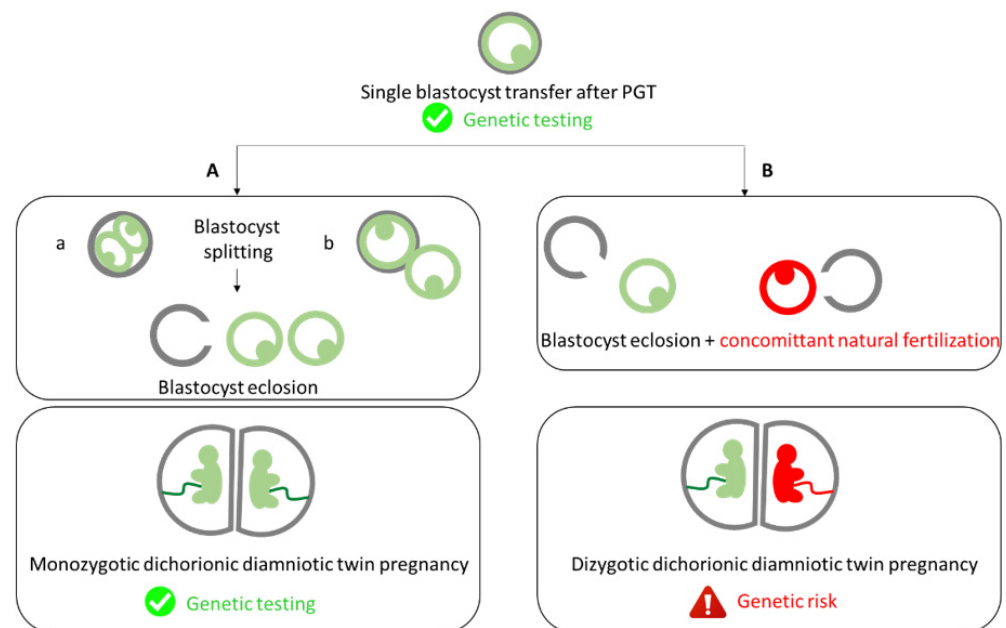 Single blastocyst transfer after PGT
Genetic testing
A
B
a
Blastocyst
splitting
b
Blastocyst eclosion
Blastocyst eclosion + concomittant natural fertilization
Monozygotic dichorionic diamniotic twin pregnancy
Genetic testing
Dizygotic dichorionic diamniotic twin pregnancy
Genetic risk